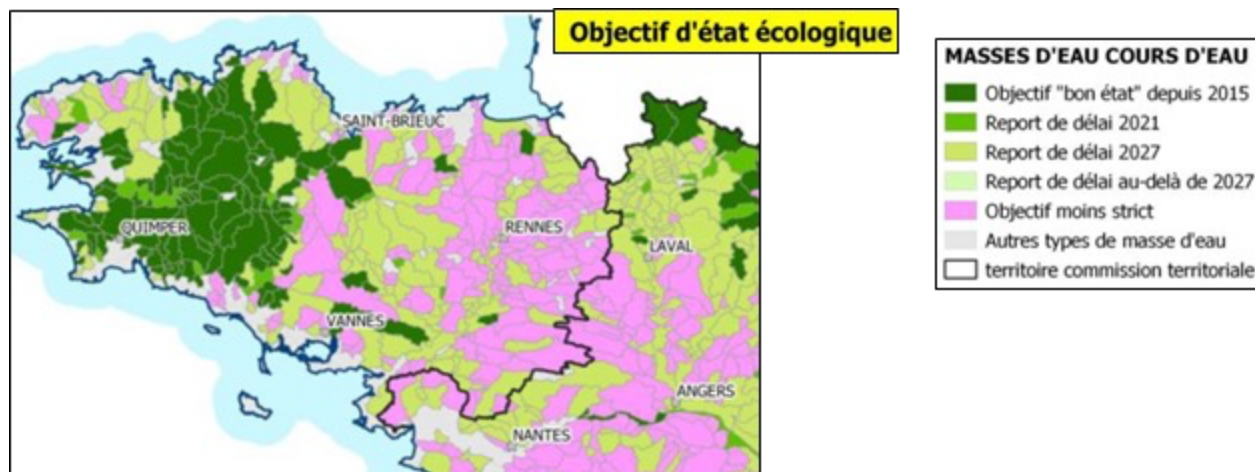 Objectif d'état écologique
SAINT-BRIEUC
QUIMPER
RENNES
LAVAL
VANNES
ANGERS
NANTES
MASSES D'EAU COURS D'EAU
Objectif "bon état" depuis 2015
Report de délai 2021
Report de délai 2027
Report de délai au-delà de 2027
Objectif moins strict
Autres types de masse d'eau
territoire commission territoriale